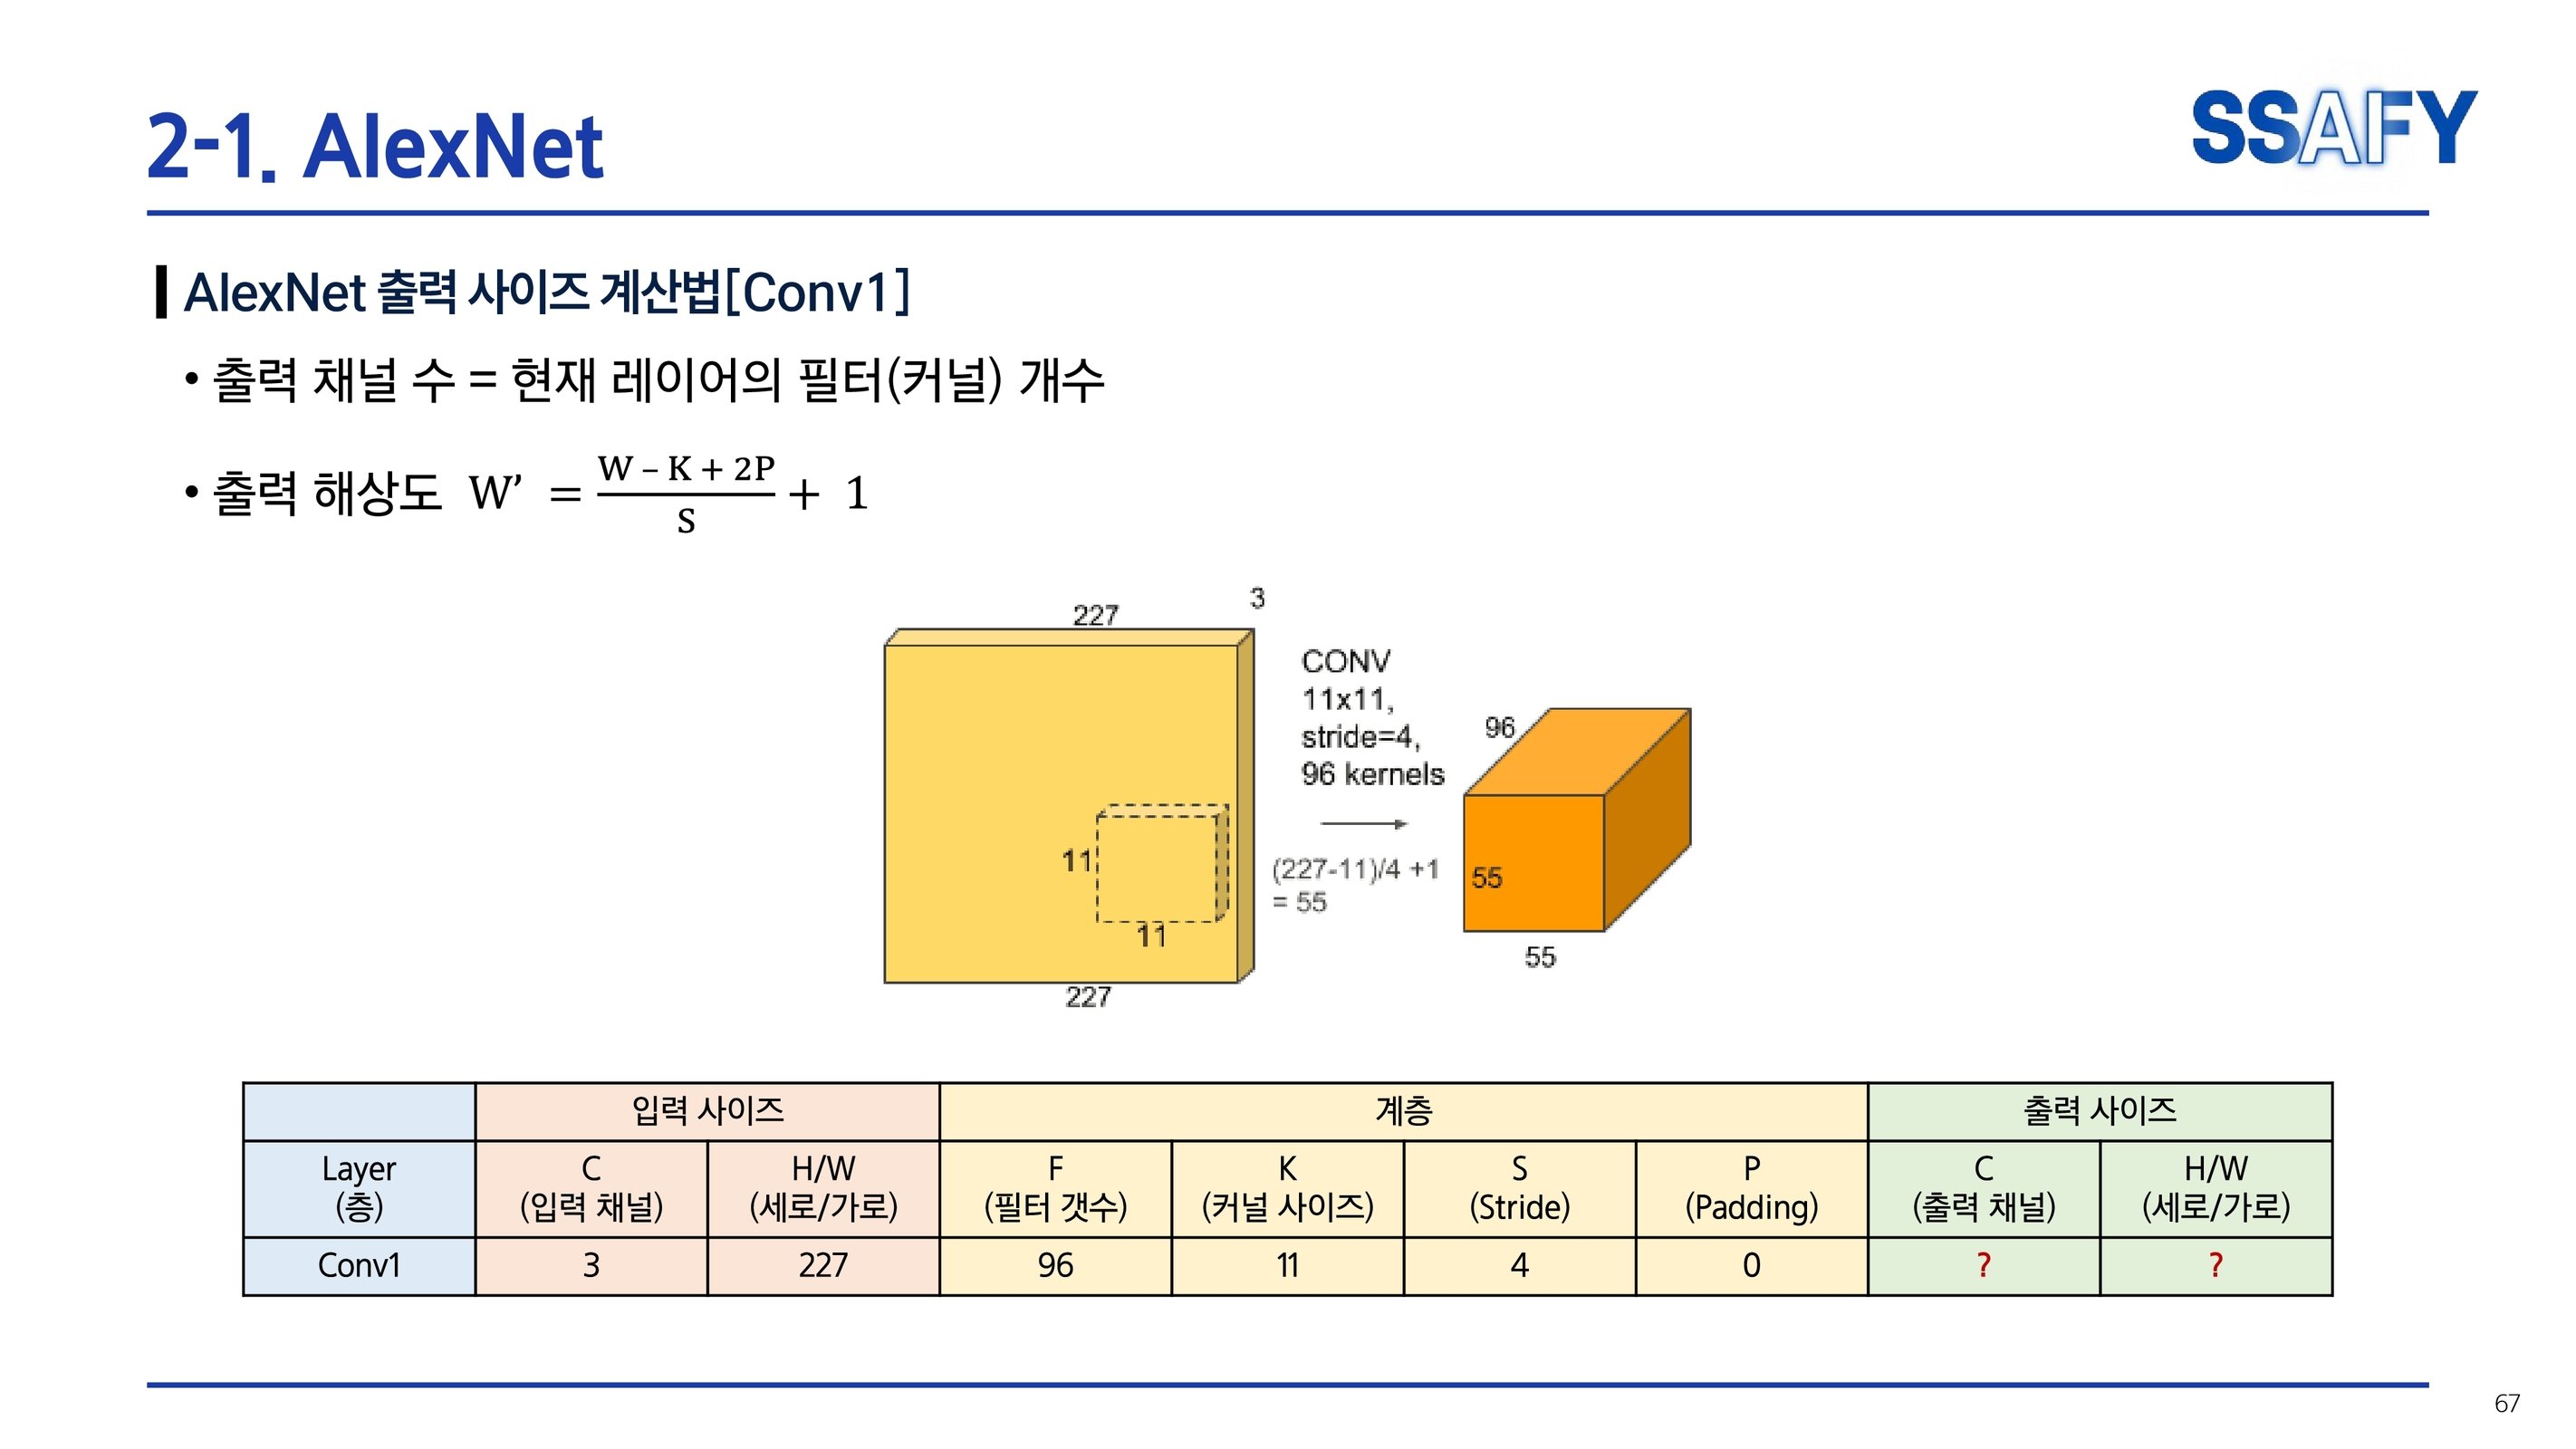 2-1. AlexNet
SSAFY
AlexNet 출력 사이즈 계산법[Conv1]
• 출력 채널 수 = 현재 레이어의 필터(커널) 개수
• 출력 해상도 W’ = (W – K + 2P)/S + 1
227
3
11
11
227
CONV
11x11,
stride=4,
96 kernels
(227-11)/4 +1
= 55
96
55
55
입력 사이즈 계층 출력 사이즈
Layer (층) C (입력 채널) H/W (세로/가로) F (필터 갯수) K (커널 사이즈) S (Stride) P (Padding) C (출력 채널) H/W (세로/가로)
Conv1 3 227 96 11 4 0 ? ?
67